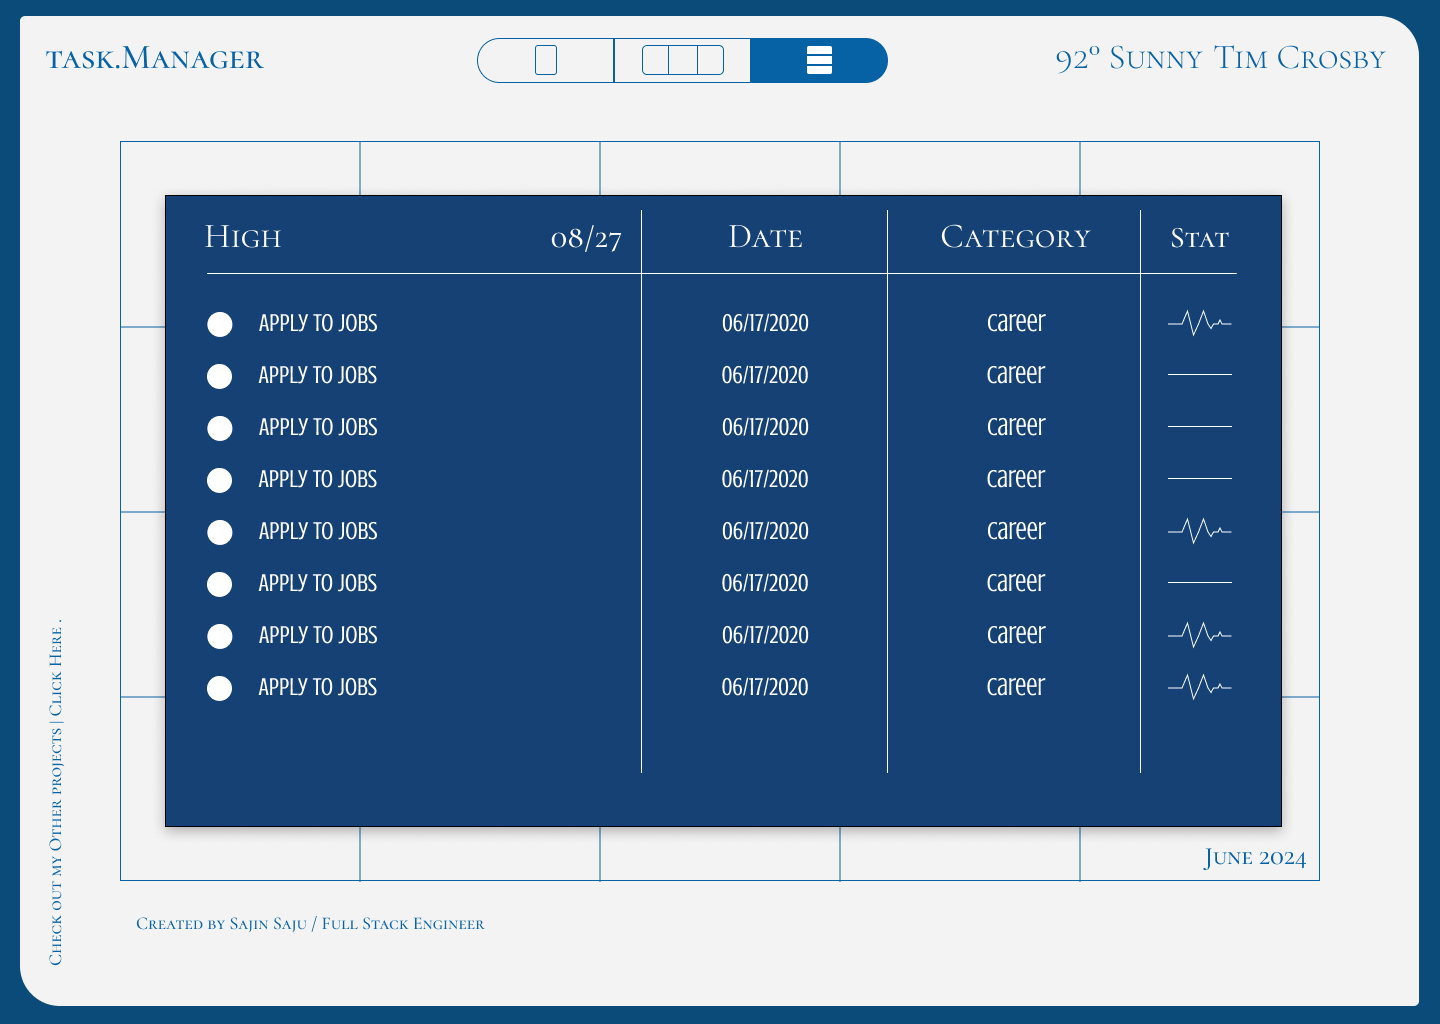 TASK.MANAGER
92º SUNNY TIM CROSBY
HIGH 08/27 DATE CATEGORY STAT
APPLY TO JOBS 06/17/2020 career
APPLY TO JOBS 06/17/2020 career
APPLY TO JOBS 06/17/2020 career
APPLY TO JOBS 06/17/2020 career
APPLY TO JOBS 06/17/2020 career
APPLY TO JOBS 06/17/2020 career
APPLY TO JOBS 06/17/2020 career
APPLY TO JOBS 06/17/2020 career
JUNE 2024
CHECK OUT MY OTHER PROJECTS | CLICK HERE .
CREATED BY SAJIN SAJU / FULL STACK ENGINEER